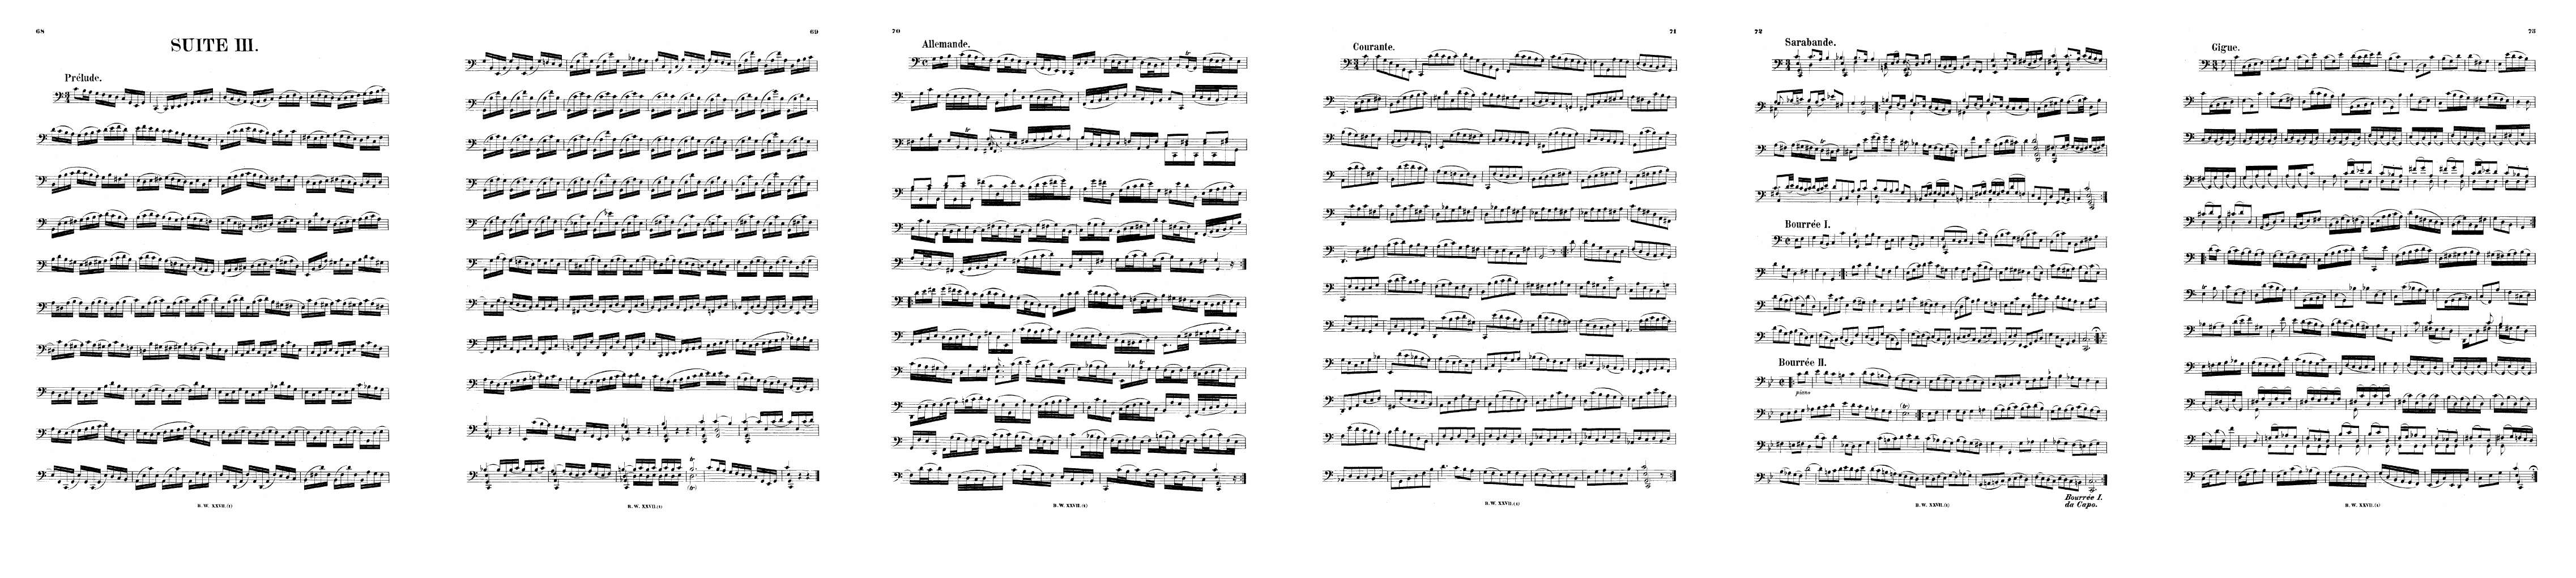 68
SUITE III.
Prélude.
B. W. XXVII.(1)
69
B. W. XXVII.(1)
70
Allemande.
B. W. XXVII.(1)
71
Courante.
B. W. XXVII.(1)
72
Sarabande.
Bourrée I.
Bourrée II.
piano
Bourrée I.
da Capo.
B. W. XXVII.(1)
73
Gigue.
B. W. XXVII.(1)